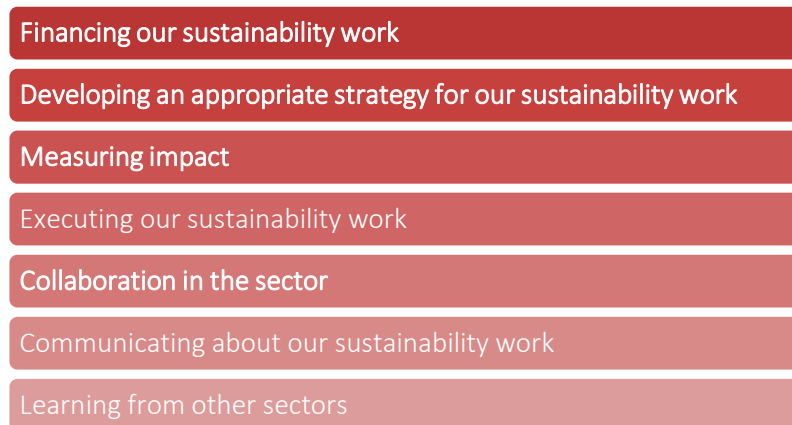 Financing our sustainability work
Developing an appropriate strategy for our sustainability work
Measuring impact
Executing our sustainability work
Collaboration in the sector
Communicating about our sustainability work
Learning from other sectors